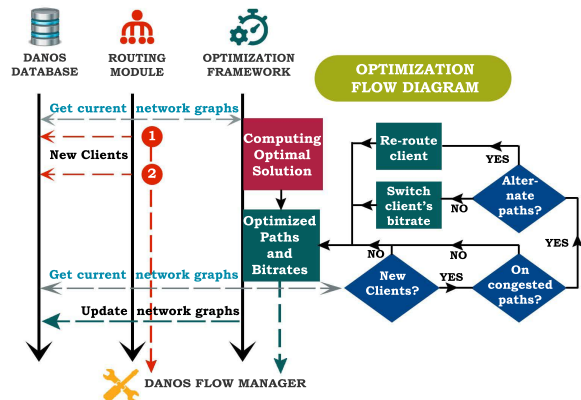 DANOS
DATABASE
ROUTING
MODULE
OPTIMIZATION
FRAMEWORK
OPTIMIZATION
FLOW DIAGRAM
Get current network graphs
1
New Clients
2
Computing
Optimal
Solution
Optimized
Paths
and
Bitrates
Re-route
client
YES
Switch
client's
bitrate
NO
Alter-
nate
paths?
YES
NO
NO
Get current network graphs
New
Clients?
YES
On
congested
paths?
Update network graphs
DANOS FLOW MANAGER